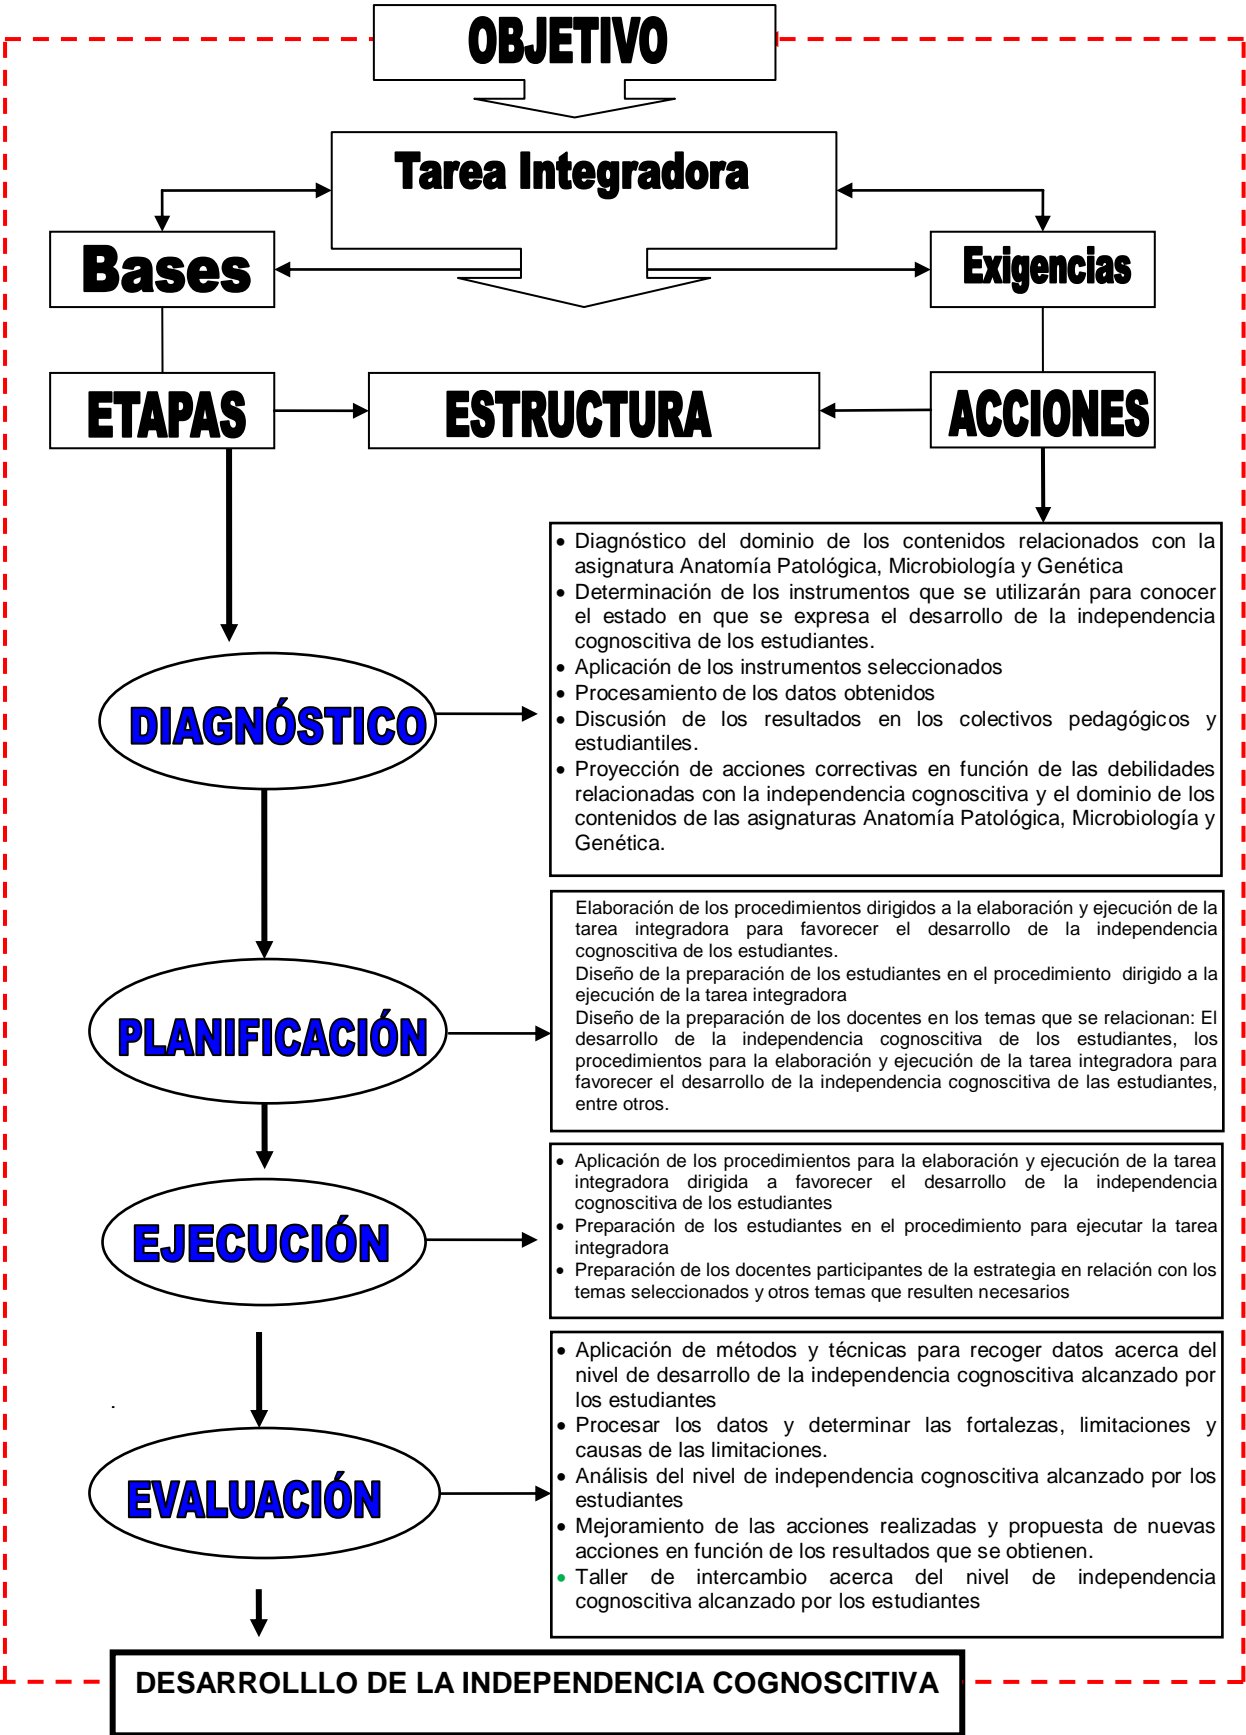 OBJETIVO
Tarea Integradora
Bases
Exigencias
ETAPAS
ESTRUCTURA
ACCIONES
• Diagnóstico del dominio de los contenidos relacionados con la
asignatura Anatomía Patológica, Microbiología y Genética
• Determinación de los instrumentos que se utilizarán para conocer
el estado en que se expresa el desarrollo de la independencia
cognoscitiva de los estudiantes.
• Aplicación de los instrumentos seleccionados
• Procesamiento de los datos obtenidos
• Discusión de los resultados en los colectivos pedagógicos y
estudiantiles.
• Proyección de acciones correctivas en función de las debilidades
relacionadas con la independencia cognoscitiva y el dominio de los
contenidos de las asignaturas Anatomía Patológica, Microbiología y
Genética.
DIAGNÓSTICO
Elaboración de los procedimientos dirigidos a la elaboración y ejecución de la
tarea integradora para favorecer el desarrollo de la independencia
cognoscitiva de los estudiantes.
Diseño de la preparación de los estudiantes en el procedimiento dirigido a la
ejecución de la tarea integradora
Diseño de la preparación de los docentes en los temas que se relacionan: El
desarrollo de la independencia cognoscitiva de los estudiantes, los
procedimientos para la elaboración y ejecución de la tarea integradora para
favorecer el desarrollo de la independencia cognoscitiva de las estudiantes,
entre otros.
PLANIFICACIÓN
• Aplicación de los procedimientos para la elaboración y ejecución de la tarea
integradora dirigida a favorecer el desarrollo de la independencia
cognoscitiva de los estudiantes
• Preparación de los estudiantes en el procedimiento para ejecutar la tarea
integradora
• Preparación de los docentes participantes de la estrategia en relación con los
temas seleccionados y otros temas que resulten necesarios
EJECUCIÓN
• Aplicación de métodos y técnicas para recoger datos acerca del
nivel de desarrollo de la independencia cognoscitiva alcanzado por
los estudiantes
• Procesar los datos y determinar las fortalezas, limitaciones y
causas de las limitaciones.
• Análisis del nivel de independencia cognoscitiva alcanzado por los
estudiantes
• Mejoramiento de las acciones realizadas y propuesta de nuevas
acciones en función de los resultados que se obtienen.
• Taller de intercambio acerca del nivel de independencia
cognoscitiva alcanzado por los estudiantes
.
EVALUACIÓN
DESARROLLLO DE LA INDEPENDENCIA COGNOSCITIVA